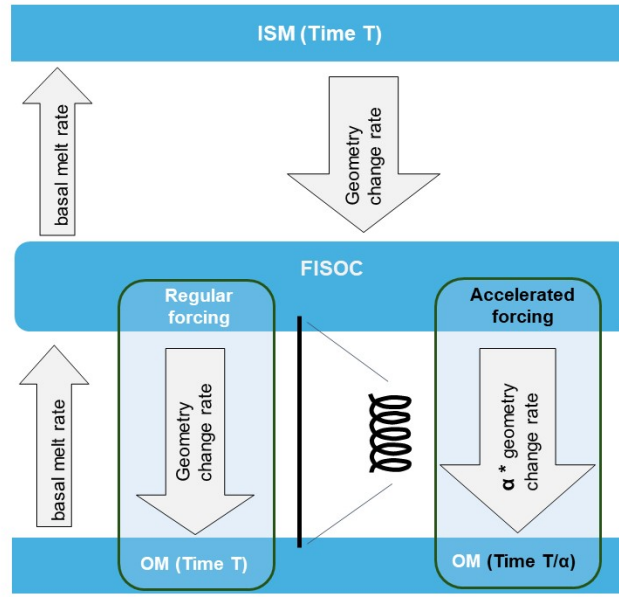 ISM (Time T)
basal melt rate
Geometry
change rate
FISOC
Regular
forcing
Accelerated
forcing
basal melt rate
Geometry
change rate
α * geometry
change rate
OM (Time T)
OM (Time T/α)